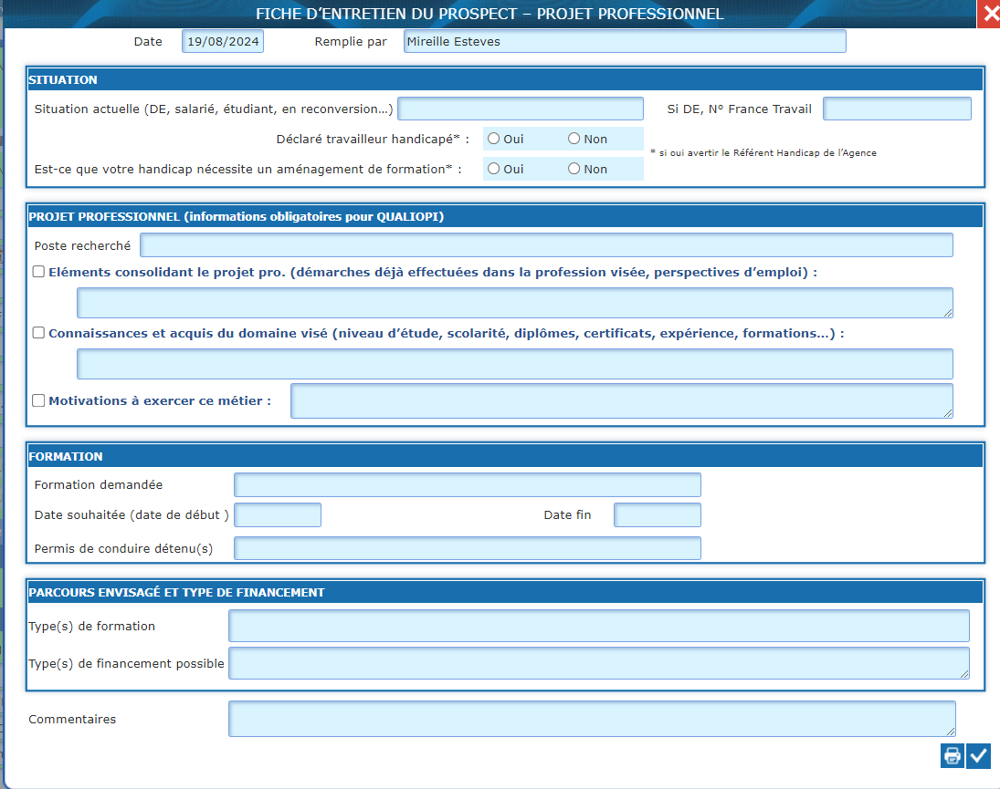 FICHE D’ENTRETIEN DU PROSPECT – PROJET PROFESSIONNEL
Date 19/08/2024 Remplie par Mireille Esteves
SITUATION
Situation actuelle (DE, salarié, étudiant, en reconversion...) Si DE, N° France Travail
Déclaré travailleur handicapé* : Oui Non
* si oui avertir le Référent Handicap de l’Agence
Est-ce que votre handicap nécessite un aménagement de formation* : Oui Non
PROJET PROFESSIONNEL (informations obligatoires pour QUALIOPI)
Poste recherché
Eléments consolidant le projet pro. (démarches déjà effectuées dans la profession visée, perspectives d’emploi) :
Connaissances et acquis du domaine visé (niveau d’étude, scolarité, diplômes, certificats, expérience, formations...) :
Motivations à exercer ce métier :
FORMATION
Formation demandée
Date souhaitée (date de début ) Date fin
Permis de conduire détenu(s)
PARCOURS ENVISAGÉ ET TYPE DE FINANCEMENT
Type(s) de formation
Type(s) de financement possible
Commentaires